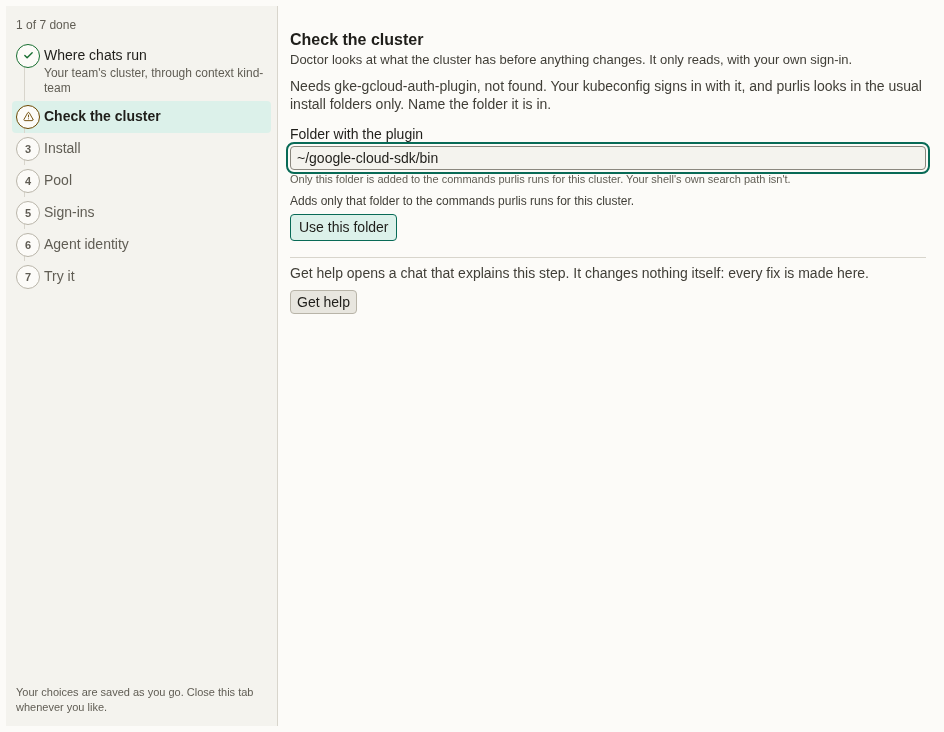 1 of 7 done
Where chats run
Your team's cluster, through context kind-
team
Check the cluster
3 Install
4 Pool
5 Sign-ins
6 Agent identity
7 Try it
Your choices are saved as you go. Close this tab
whenever you like.
Check the cluster
Doctor looks at what the cluster has before anything changes. It only reads, with your own sign-in.
Needs gke-gcloud-auth-plugin, not found. Your kubeconfig signs in with it, and purlis looks in the usual
install folders only. Name the folder it is in.
Folder with the plugin
~/google-cloud-sdk/bin
Only this folder is added to the commands purlis runs for this cluster. Your shell's own search path isn't.
Adds only that folder to the commands purlis runs for this cluster.
Use this folder
Get help opens a chat that explains this step. It changes nothing itself: every fix is made here.
Get help